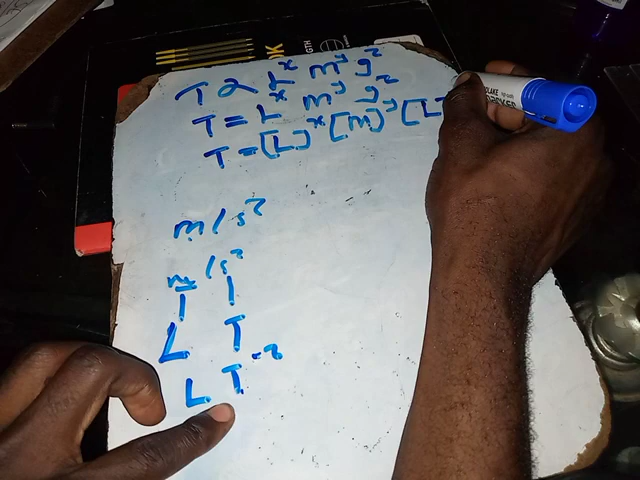 T α T^x m^y g^z
T = L^x m^y g^z
T = [L]^x [m]^y [L
m/s²
m /s²
| |
L T
L T⁻²